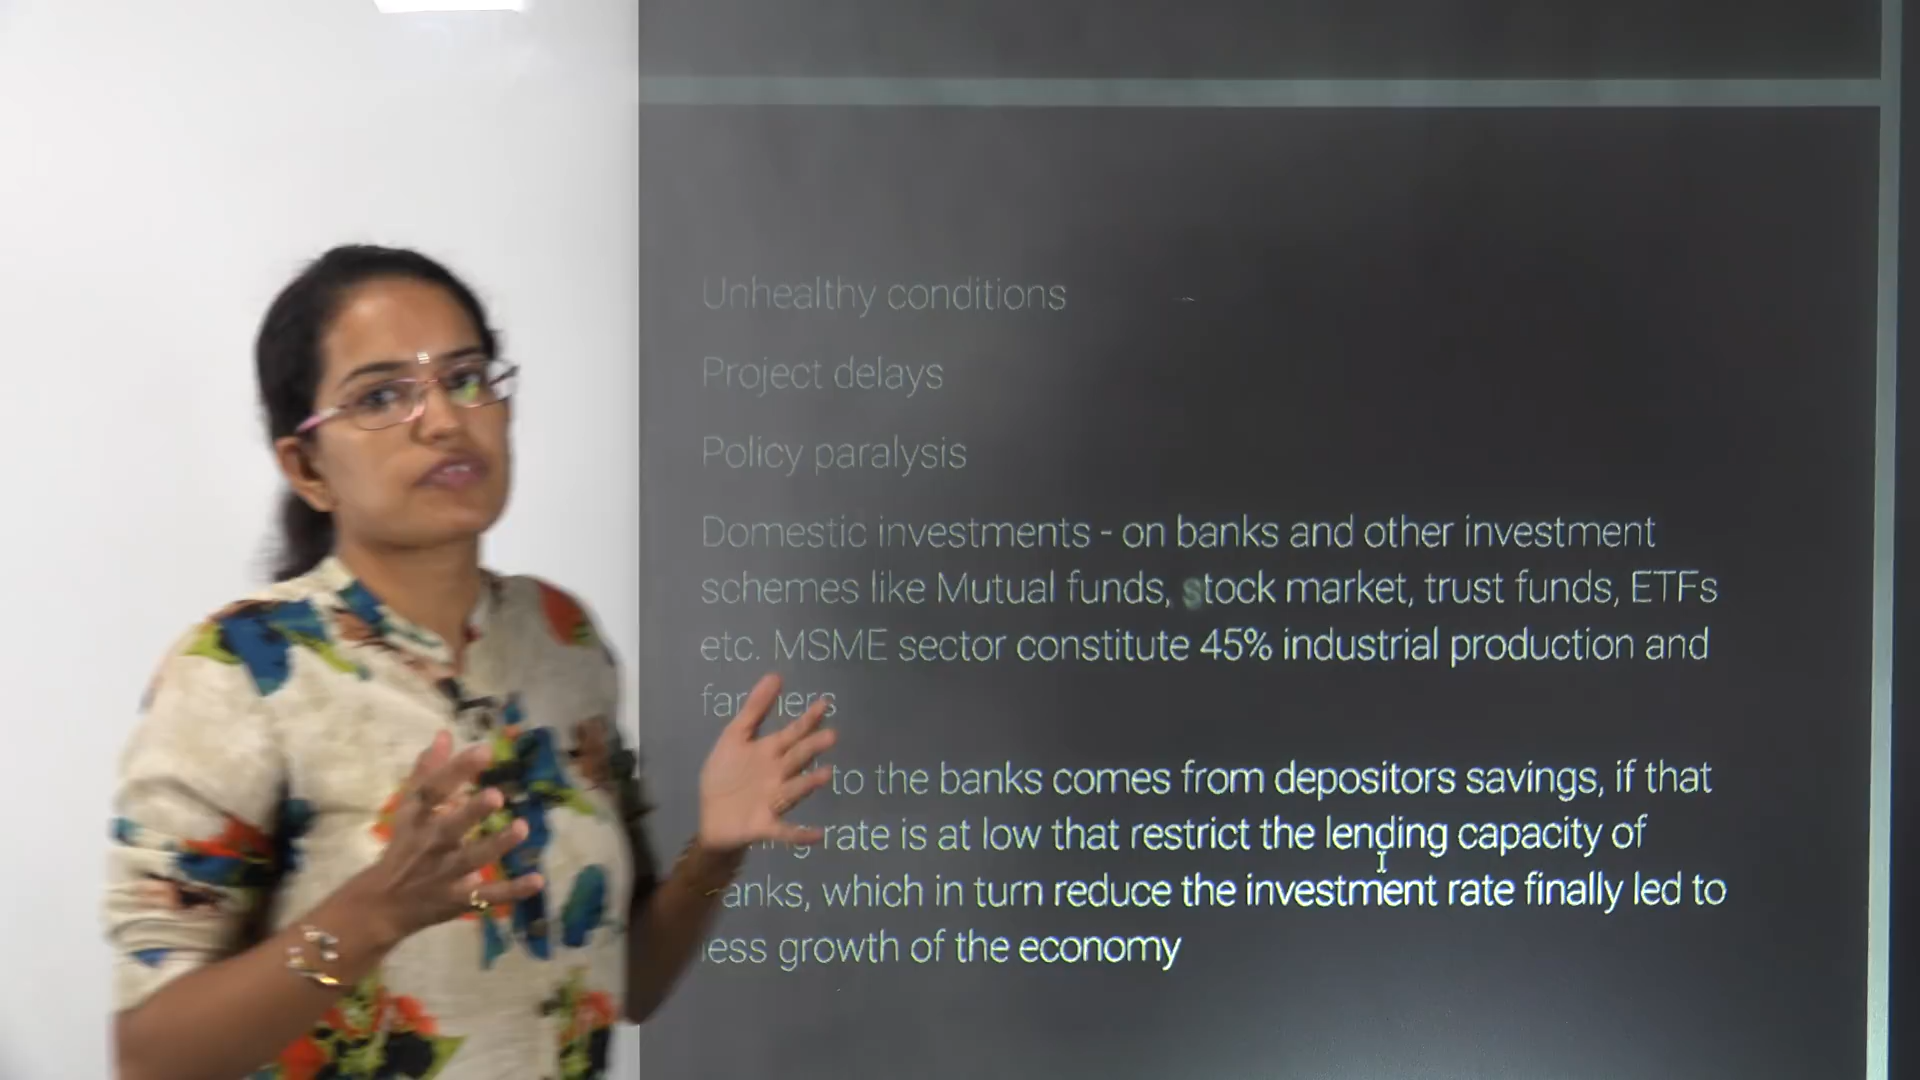 Unhealthy conditions
Project delays
Policy paralysis
Domestic investments - on banks and other investment
schemes like Mutual funds, stock market, trust funds, ETFs
etc. MSME sector constitute 45% industrial production and
farmers
to the banks comes from depositors savings, if that
rate is at low that restrict the lending capacity of
banks, which in turn reduce the investment rate finally led to
less growth of the economy